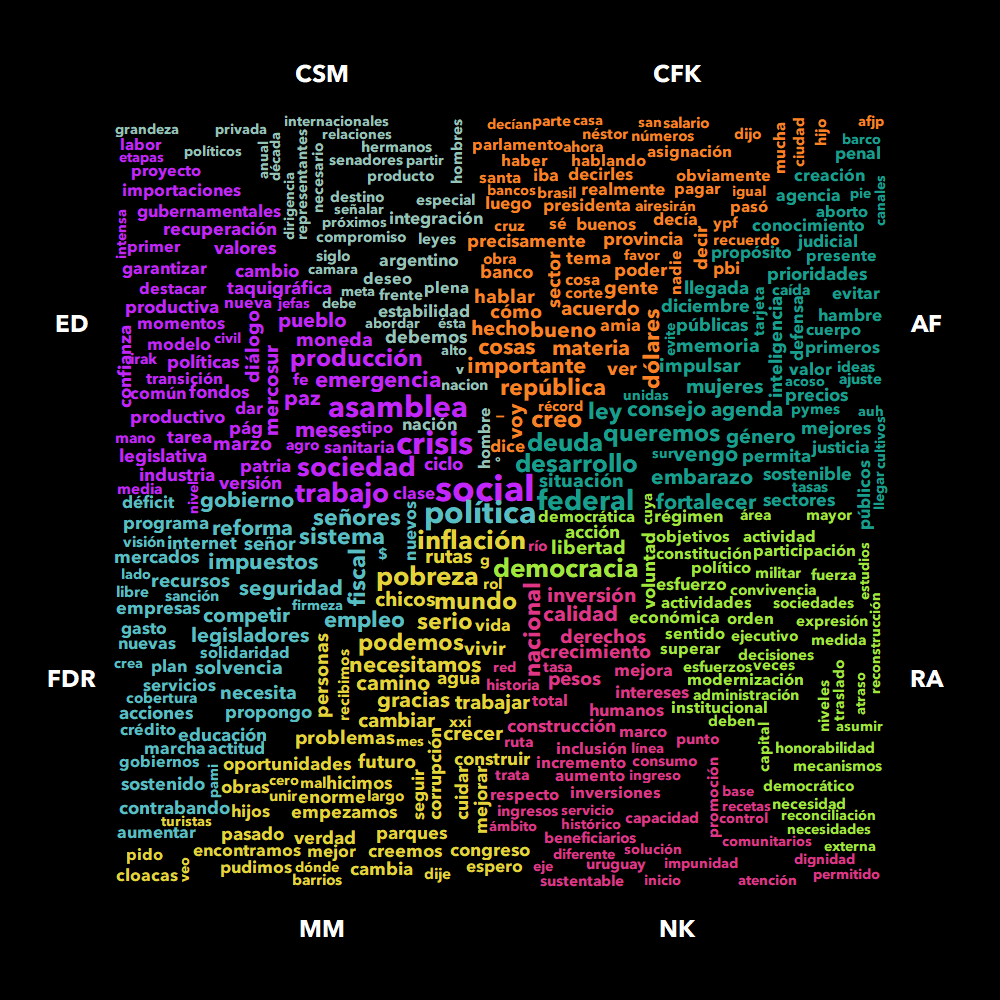 CSM
CFK
ED
AF
FDR
RA
MM
NK
grandeza
privada
internacionales
relaciones
labor
etapas
políticos
anual
década
representantes
dirigencia
necesario
hermanos
senadores
partir
hombres
producto
proyecto
importaciones
destino
especial
señalar
próximos
integración
compromiso
leyes
intensa
gubernamentales
recuperación
primer
valores
siglo
camara
argentino
garantizar
cambio
deseo
destacar
taquigráfica
meta
frente
plena
productiva
nueva
jefas
debe
estabilidad
momentos
pueblo
abordar
ésta
modelo
civil
diálogo
moneda
debemos
alto
confianza
irak
políticas
mercosur
producción
v
transición
fe
emergencia
nacion
común
fondos
paz
asamblea
productivo
dar
pág
meses
tipo
nación
hombre
mano
tarea
marzo
agro
sanitaria
crisis
legislativa
patria
sociedad
ciclo
industria
versión
media
nivel
trabajo
clase
social
decían
parte
casa
san
salario
néstor
números
dijo
mucha
ciudad
hijo
afjp
parlamento
ahora
asignación
haber
hablando
santa
iba
decirles
obviamente
bancos
brasil
realmente
pagar
igual
luego
presidenta
aires
irán
pasó
cruz
sé
buenos
decía
decir
ypf
precisamente
provincia
recuerdo
obra
sector
tema
favor
nadie
banco
poder
pbi
cosa
corte
gente
hablar
cómo
acuerdo
hecho
bueno
amia
dólares
cosas
materia
importante
ver
república
voy
récord
creo
_
dice
°
barco
penal
creación
agencia
pie
canales
aborto
conocimiento
judicial
propósito
presente
prioridades
llegada
caída
evitar
diciembre
tarjeta
inteligencia
defensa
hambre
evite
públicas
cuerpo
memoria
primeros
impulsar
valor
ideas
mujeres
acoso
ajuste
unidas
precios
ley
consejo
agenda
pymes
auh
deuda
queremos
género
mejores
sur
vengo
permita
justicia
cultivos
desarrollo
llegar
situación
embarazo
sostenible
tasas
públicos
federal
fortalecer
sectores
déficit
gobierno
programa
reforma
señores
nuevos
política
visión
internet
señor
sistema
mercados
impuestos
fiscal
$
lado
recursos
libre
sanción
seguridad
empresas
competir
firmeza
gasto
legisladores
empleo
nuevas
solidaridad
crea
plan
solvencia
servicios
cobertura
necesita
acciones
propongo
crédito
educación
marcha
actitud
gobiernos
sostenido
pami
contrabando
aumentar
inflación
rutas
g
pobreza
rol
chicos
mundo
serio
vida
podemos
vivir
personas
recibimos
necesitamos
camino
agua
gracias
trabajar
cambiar
xxi
crecer
problemas
mes
corrupción
oportunidades
futuro
construir
obras
cero
mal
hicimos
seguir
cuidar
mejorar
unir
enorme
largo
hijos
empezamos
turistas
pasado
verdad
parques
pido
encontramos
mejor
creemos
congreso
cloacas
veo
pudimos
dónde
cambia
dije
espero
barrios
nacional
inversión
calidad
derechos
crecimiento
red
tasa
mejora
historia
pesos
total
intereses
humanos
construcción
marco
ruta
inclusión
línea
punto
incremento
consumo
trata
aumento
ingreso
respecto
inversiones
promoción
base
ingresos
servicio
capacidad
recetas
control
ámbito
histórico
beneficiarios
comunitarios
diferente
solución
eje
uruguay
impunidad
dignidad
permitido
sustentable
inicio
atención
democrática
cuya
régimen
área
mayor
río
acción
libertad
objetivos
actividad
voluntad
constitución
participación
democracia
político
militar
fuerza
estudios
esfuerzo
convivencia
actividades
sociedades
económica
orden
expresión
sentido
ejecutivo
medida
superar
decisiones
reconstrucción
esfuerzos
veces
modernización
administración
niveles
traslado
atraso
institucional
deben
asumir
capital
honorabilidad
mecanismos
democrático
necesidad
reconciliación
necesidades
externa